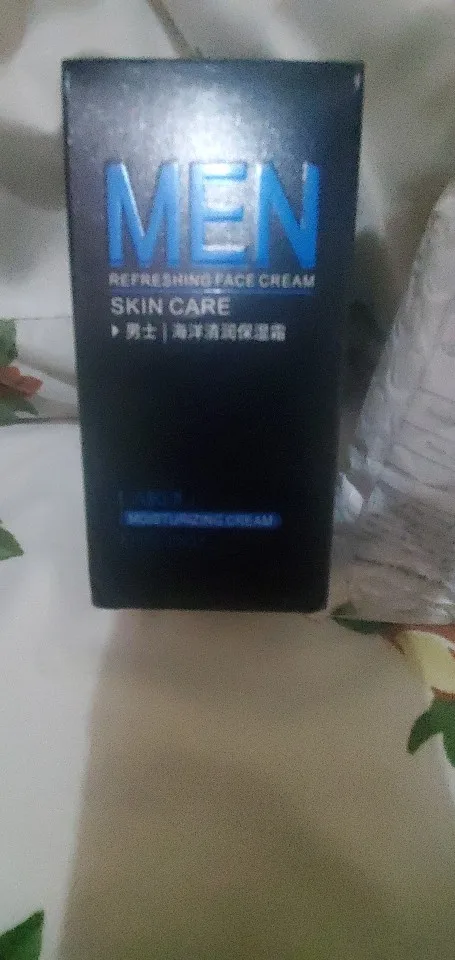 MEN
REFRESHING FACE CREAM
SKIN CARE
男士 | 海洋清润保湿霜
MOISTURIZING CREAM